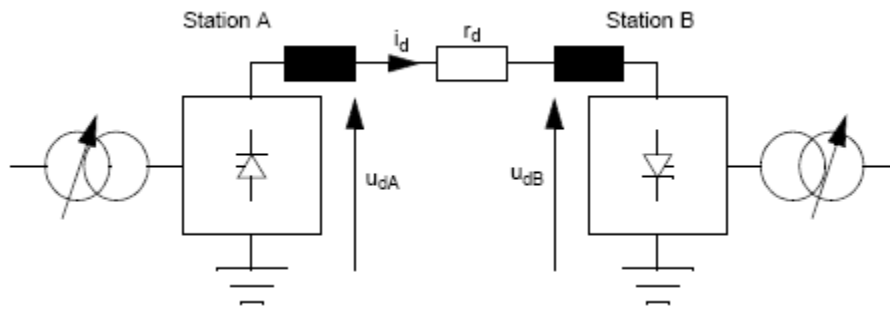 Station A
Station B
i_d
r_d
u_dA
u_dB